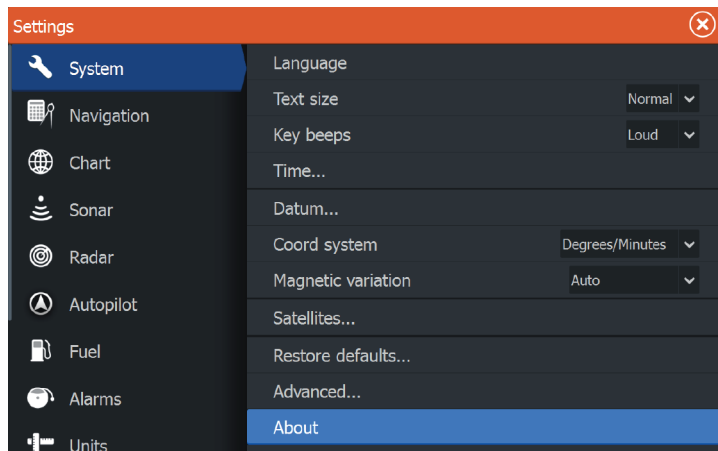 Settings
System
Navigation
Chart
Sonar
Radar
Autopilot
Fuel
Alarms
Units
Language
Text size Normal
Key beeps Loud
Time...
Datum...
Coord system Degrees/Minutes
Magnetic variation Auto
Satellites...
Restore defaults...
Advanced...
About